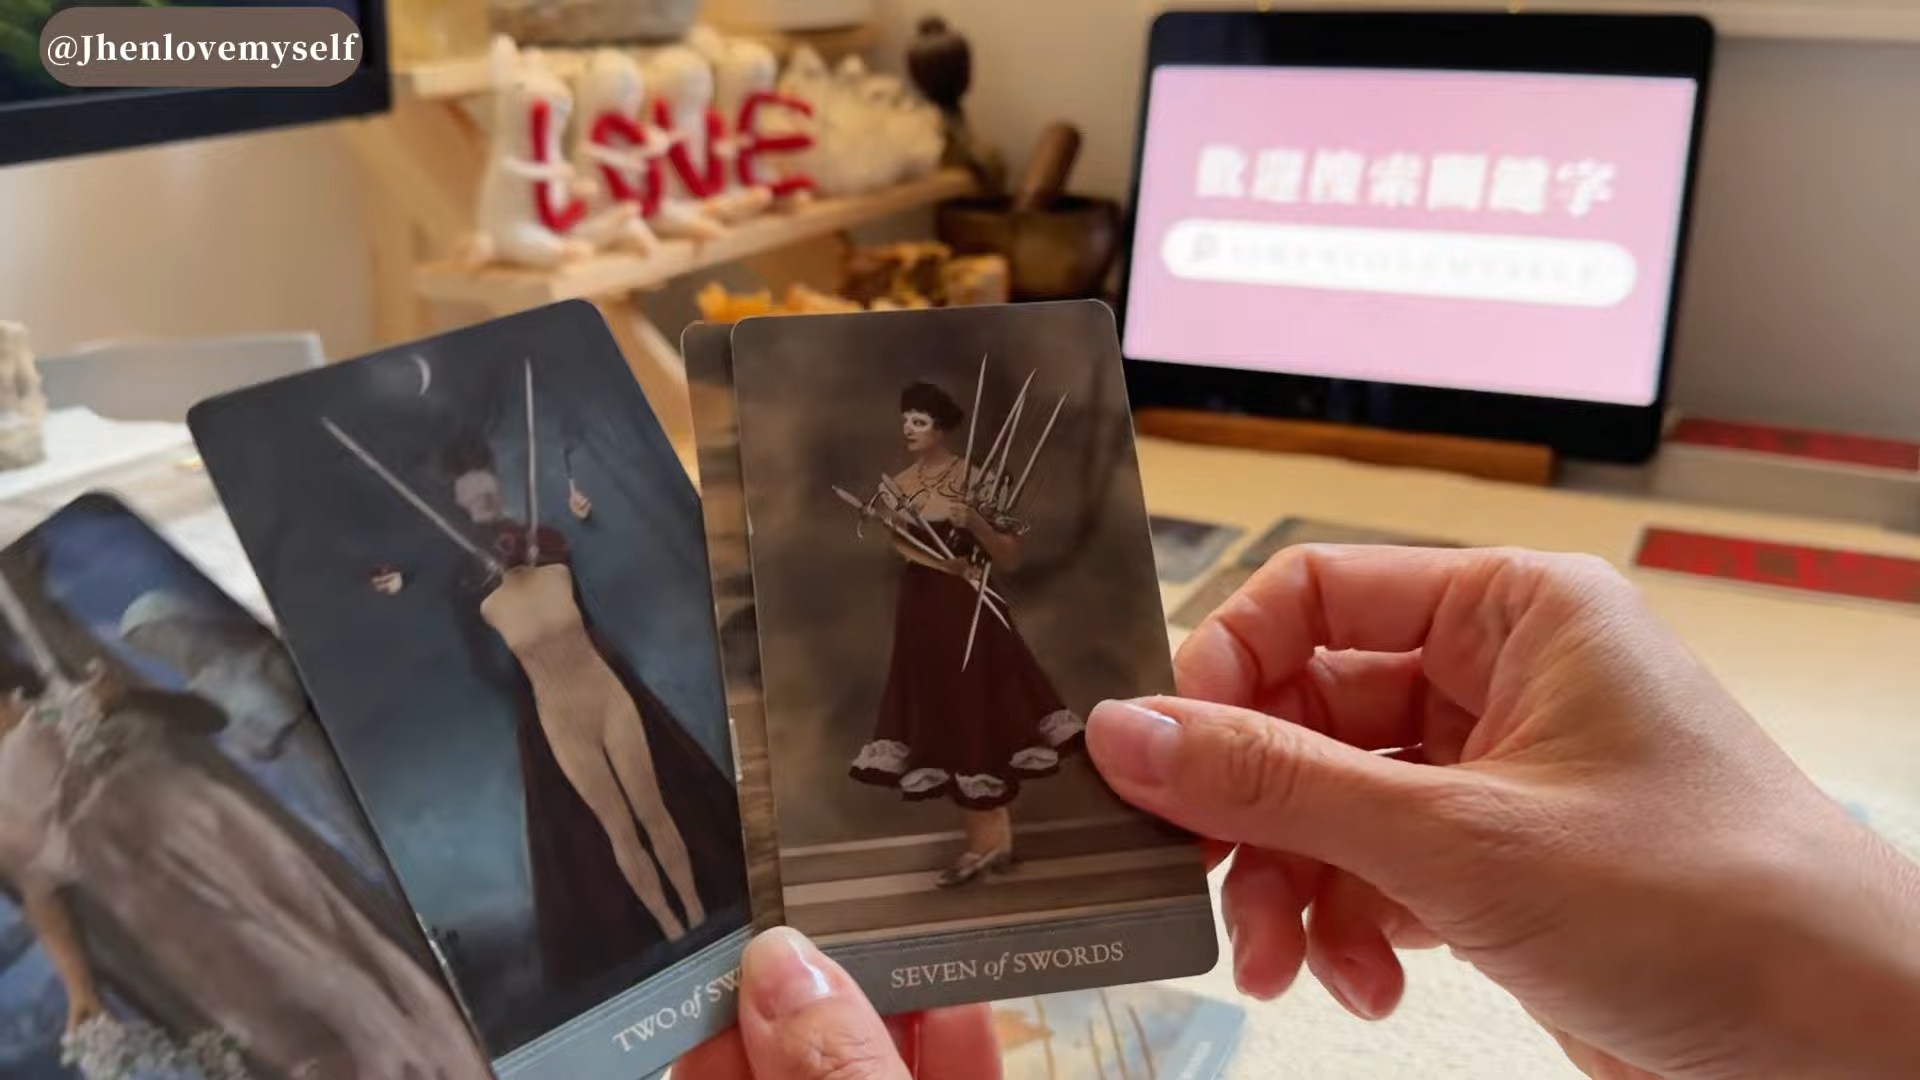 @Jhenlovemyself
LOVE
歡迎搜索關鍵字
TWO of SW
SEVEN of SWORDS